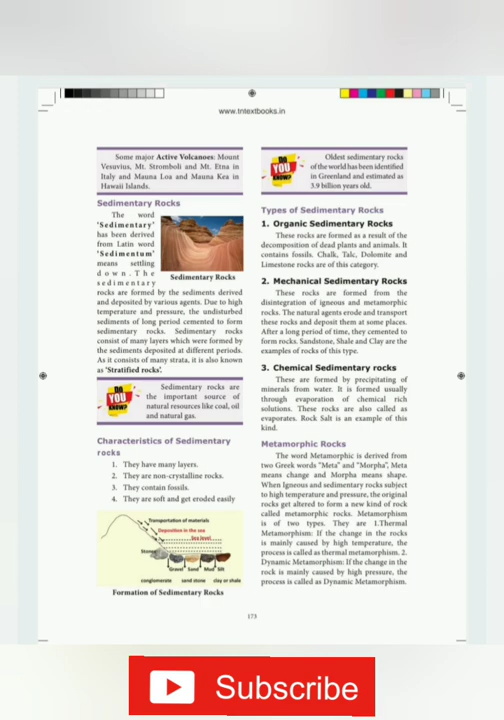 www.tntextbooks.in
Some major Active Volcanoes: Mount
Vesuvius, Mt. Stromboli and Mt. Etna in
Italy and Mauna Loa and Mauna Kea in
Hawaii Islands.
Sedimentary Rocks
The word
'Sedimentary'
has been derived
from Latin word
'Sedimentum'
means settling
down. The
sedimentary
Sedimentary Rocks
rocks are formed by the sediments derived
and deposited by various agents. Due to high
temperature and pressure, the undisturbed
sediments of long period cemented to form
sedimentary rocks. Sedimentary rocks
consist of many layers which were formed by
the sediments deposited at different periods.
As it consists of many strata, it is also known
as 'Stratified rocks'.
DO
YOU
KNOW?
Sedimentary rocks are
the important source of
natural resources like coal, oil
and natural gas.
Characteristics of Sedimentary
rocks
1. They have many layers.
2. They are non-crystalline rocks.
3. They contain fossils.
4. They are soft and get eroded easily
Transportation of materials
Deposition in the sea
Sea level
Stones
Gravel Sand Mud Silt
conglomerate sand stone clay or shale
Formation of Sedimentary Rocks
DO
YOU
KNOW?
Oldest sedimentary rocks
of the world has been identified
in Greenland and estimated as
3.9 billion years old.
Types of Sedimentary Rocks
1. Organic Sedimentary Rocks
These rocks are formed as a result of the
decomposition of dead plants and animals. It
contains fossils. Chalk, Talc, Dolomite and
Limestone rocks are of this category.
2. Mechanical Sedimentary Rocks
These rocks are formed from the
disintegration of igneous and metamorphic
rocks. The natural agents erode and transport
these rocks and deposit them at some places.
After a long period of time, they cemented to
form rocks. Sandstone, Shale and Clay are the
examples of rocks of this type.
3. Chemical Sedimentary rocks
These are formed by precipitating of
minerals from water. It is formed usually
through evaporation of chemical rich
solutions. These rocks are also called as
evaporates. Rock Salt is an example of this
kind.
Metamorphic Rocks
The word Metamorphic is derived from
two Greek words "Meta" and "Morpha", Meta
means change and Morpha means shape.
When Igneous and sedimentary rocks subject
to high temperature and pressure, the original
rocks get altered to form a new kind of rock
called metamorphic rocks. Metamorphism
is of two types. They are 1.Thermal
Metamorphism: If the change in the rocks
is mainly caused by high temperature, the
process is called as thermal metamorphism. 2.
Dynamic Metamorphism: If the change in the
rock is mainly caused by high pressure, the
process is called as Dynamic Metamorphism.
173
Subscribe